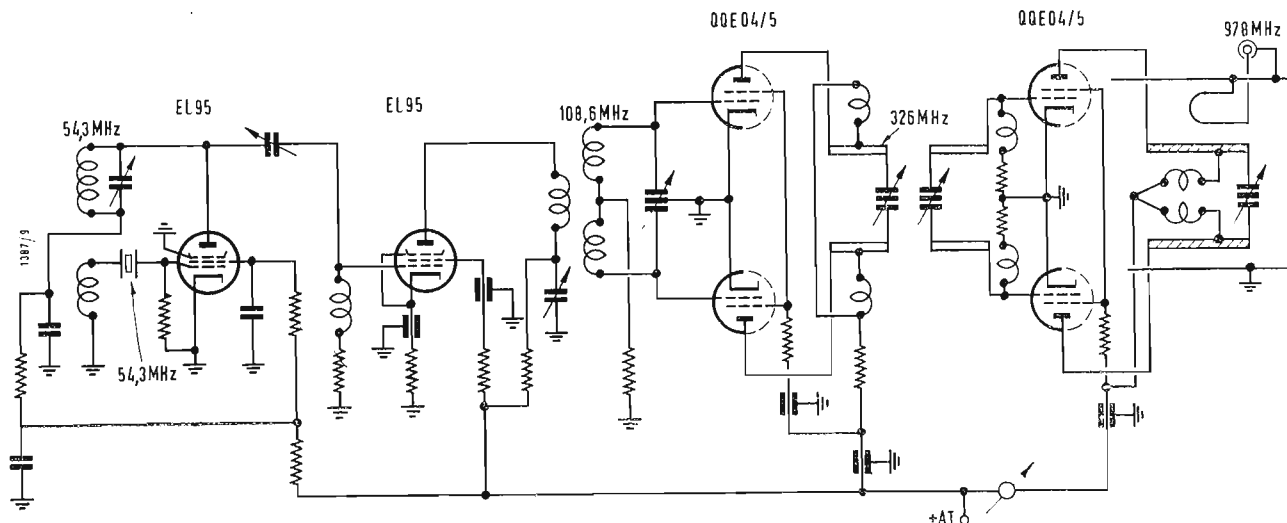 QQE04/5
QQE04/5
978MHz
EL95
EL95
54,3MHz
108,6MHz
326MHz
1387/9
54,3MHz
+AT